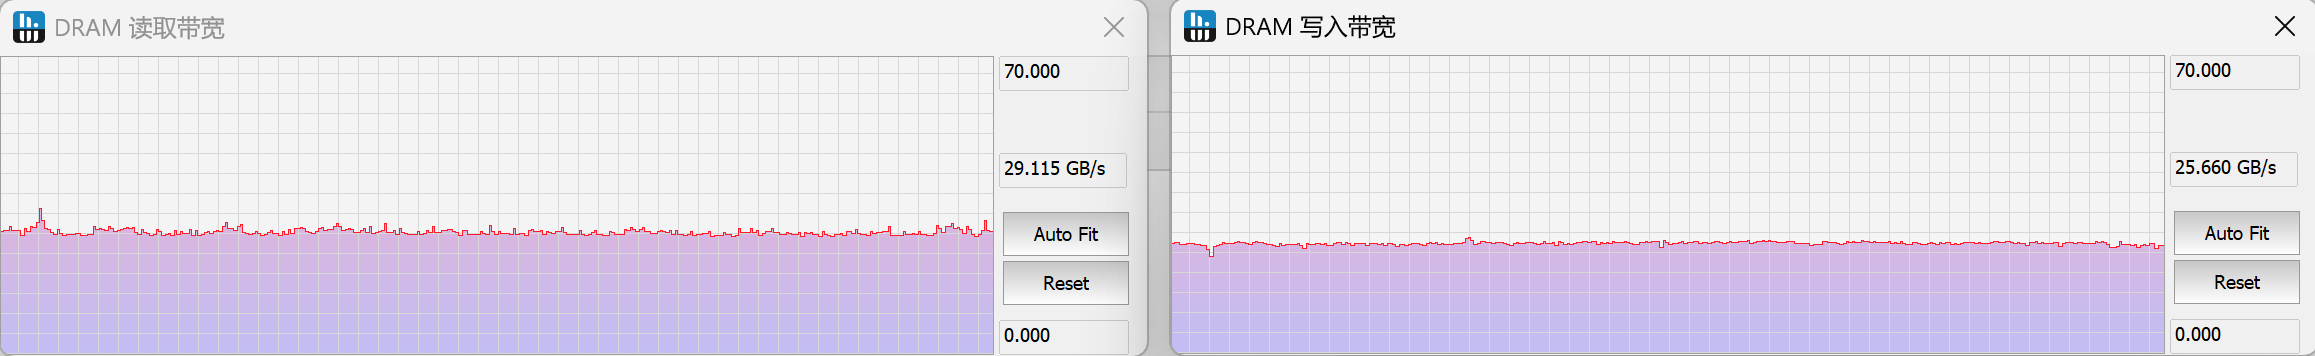 DRAM 读取带宽
70.000
29.115 GB/s
Auto Fit
Reset
0.000
DRAM 写入带宽
70.000
25.660 GB/s
Auto Fit
Reset
0.000